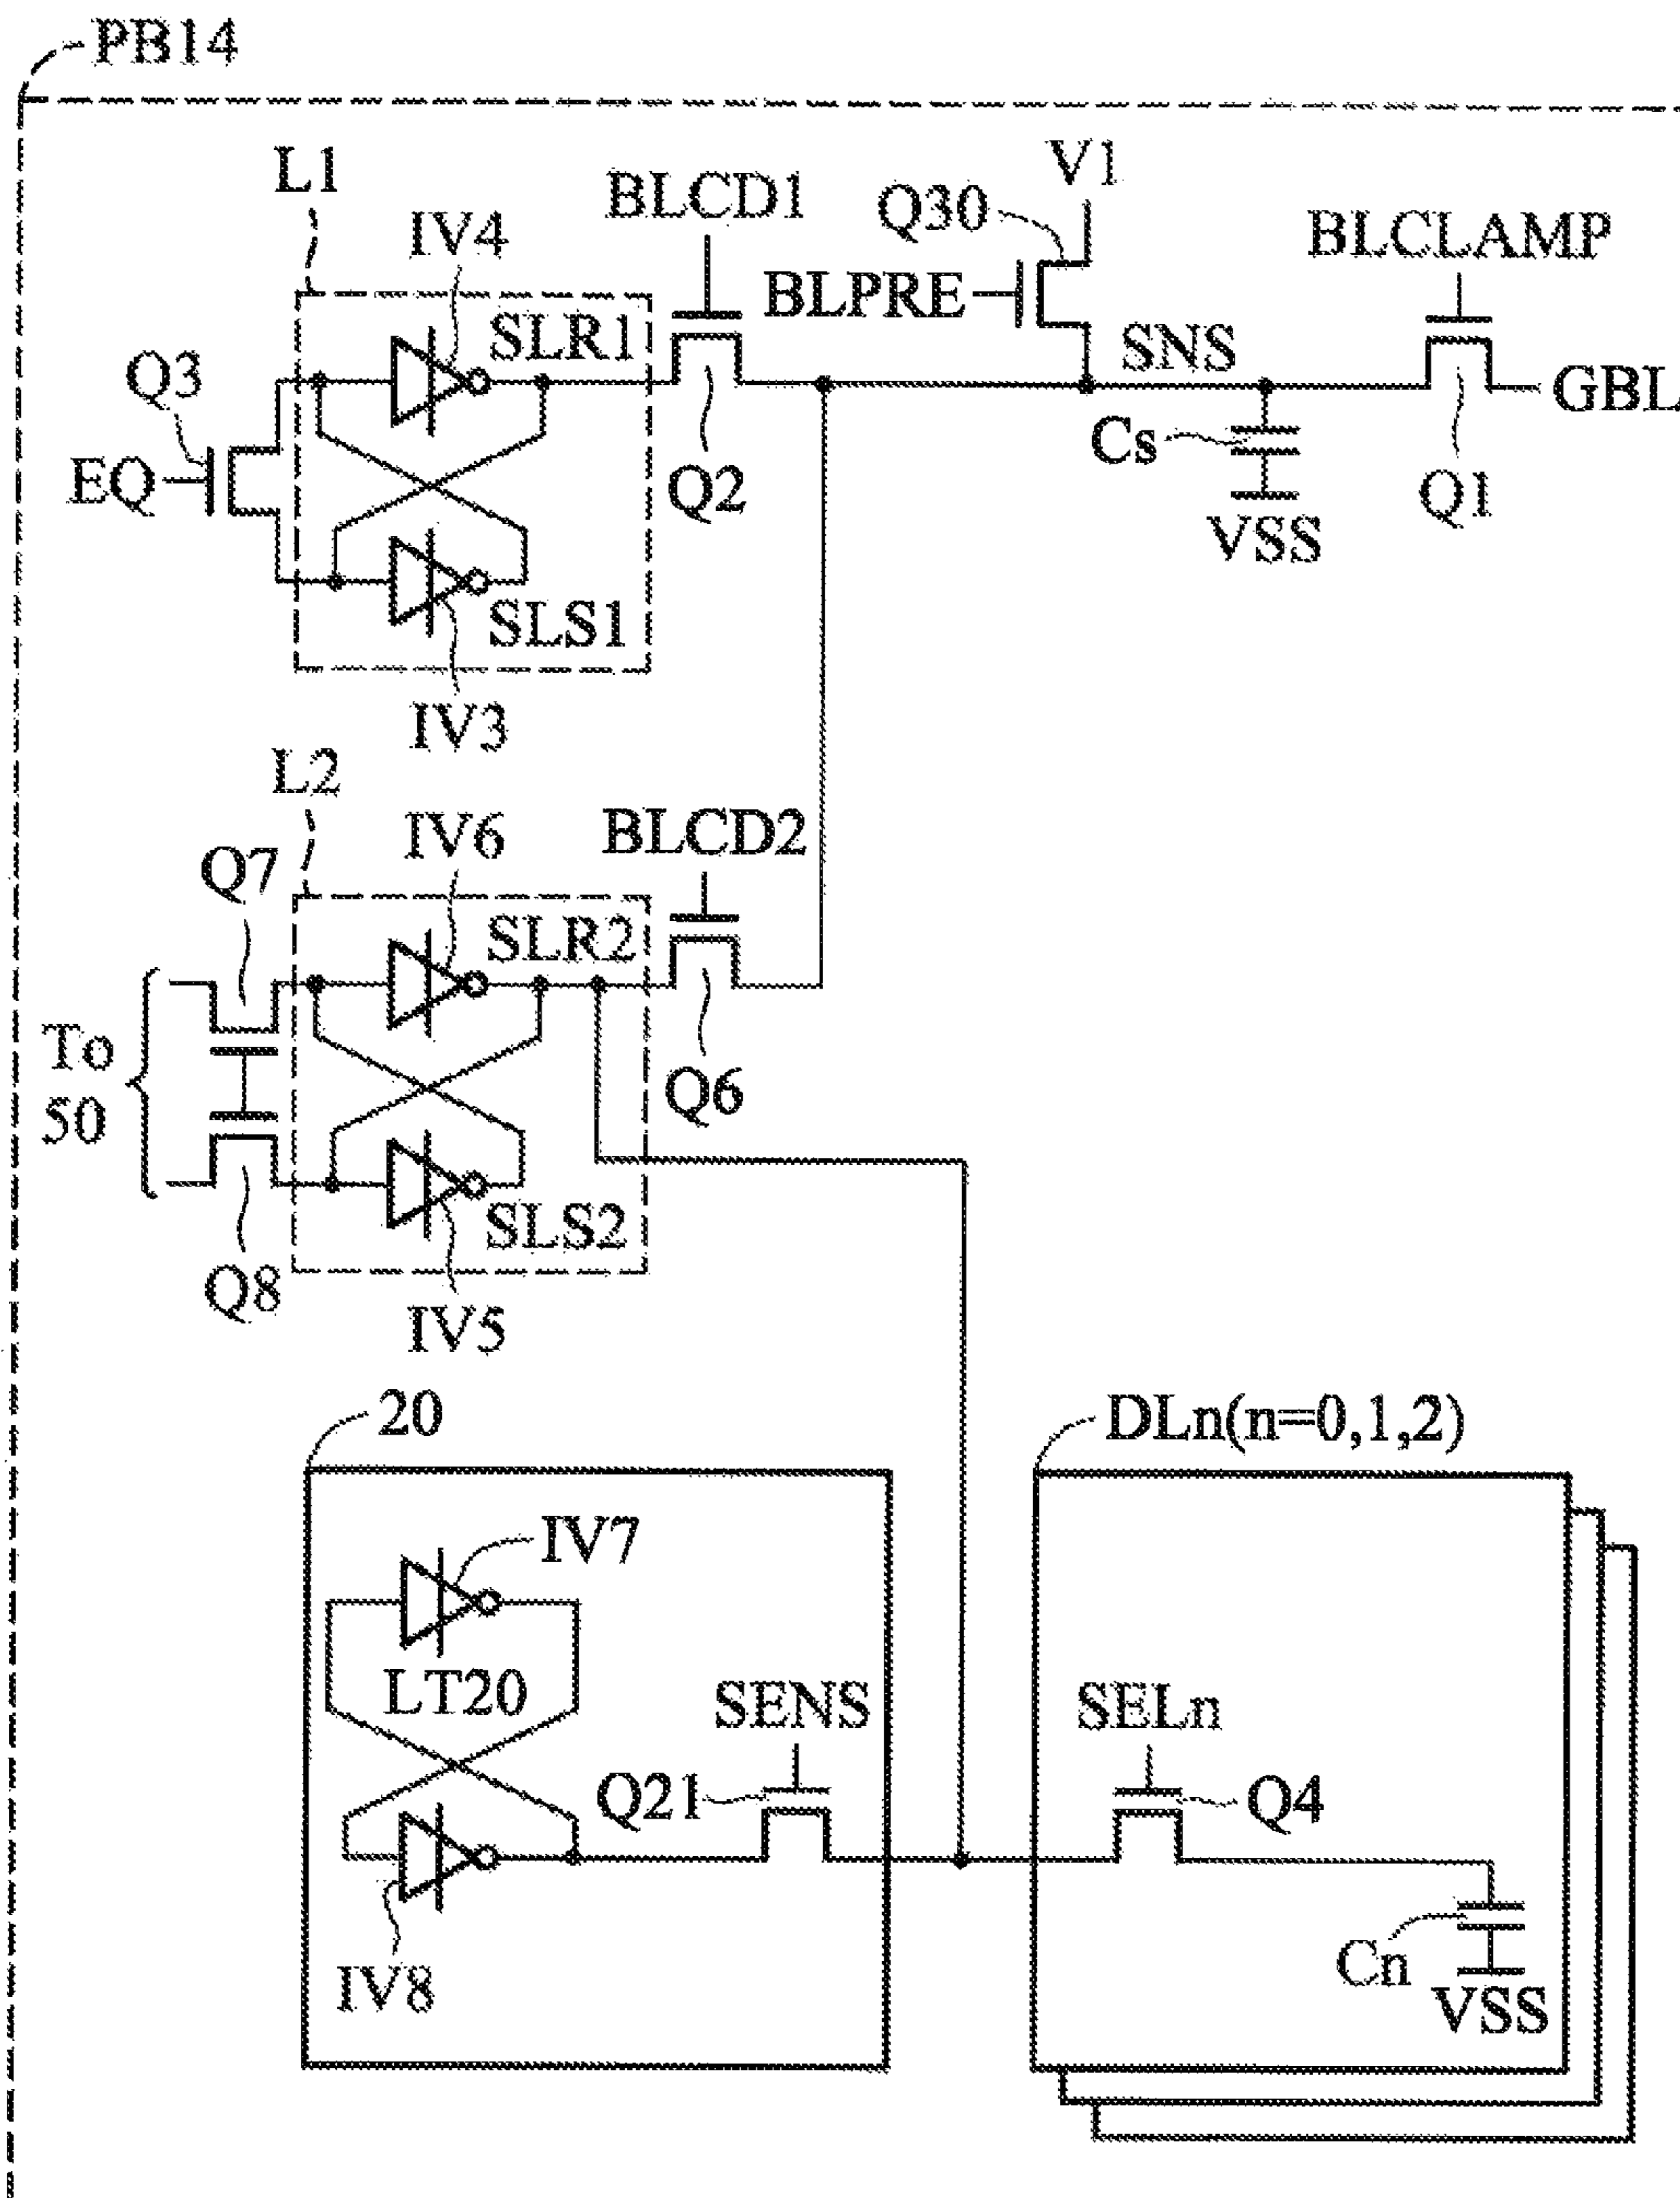 PB14
L1
IV4
BLCD1
Q30
V1
BLCLAMP
BLPRE
SLR1
SNS
Q3
GBL
Cs
EQ
Q2
Q1
VSS
SLS1
IV3
L2
IV6
BLCD2
Q7
SLR2
To
50
Q6
SLS2
Q8
IV5
20
DLn(n=0,1,2)
IV7
LT20
SENS
SELn
Q21
Q4
Cn
IV8
VSS